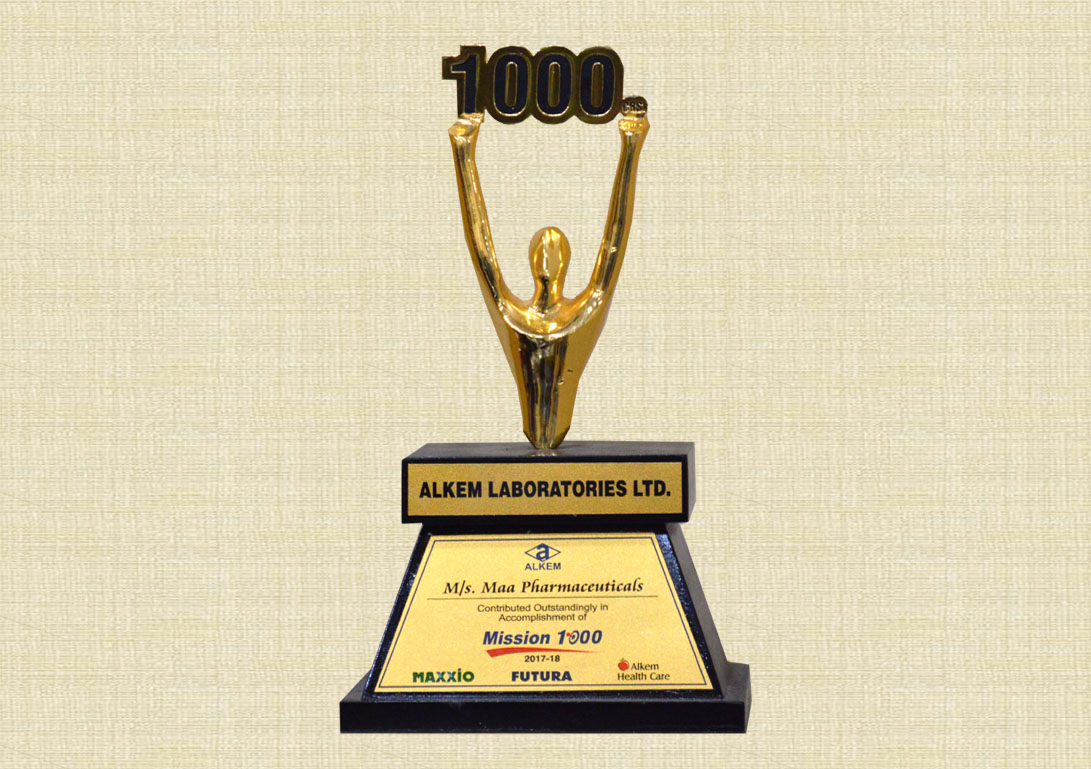 1000
CRS
ALKEM LABORATORIES LTD.
a
ALKEM
M/s. Maa Pharmaceuticals
Contributed Outstandingly in
Accomplishment of
Mission 1000
2017-18
MAXXIO
FUTURA
Alkem
Health Care